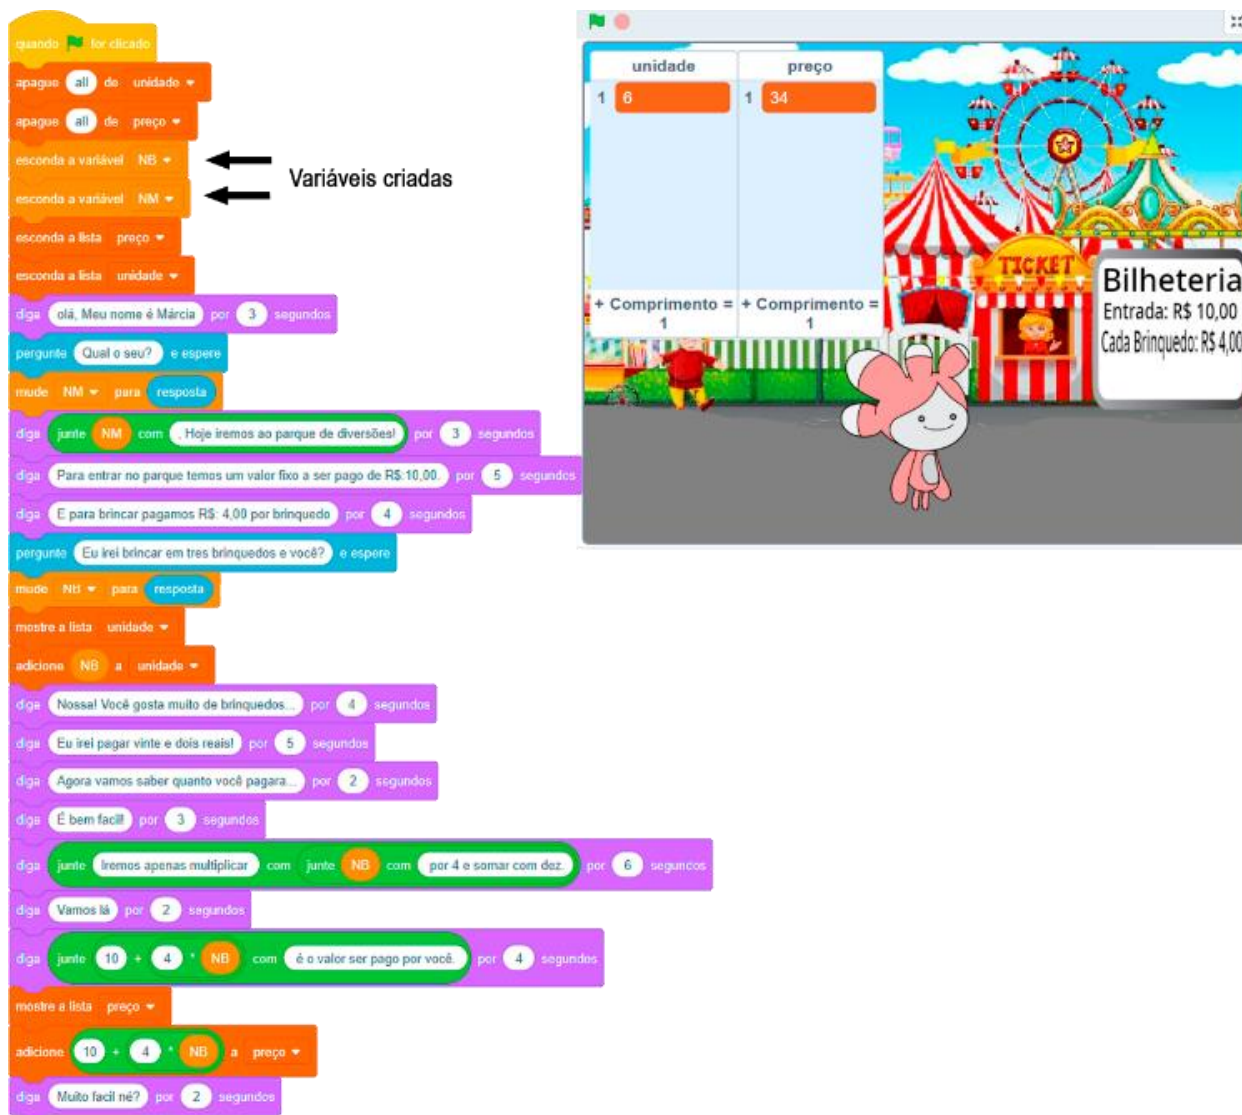 quando for clicado
apague all de unidade
apague all de preço
esconda a variável NB
esconda a variável NM
esconda a lista preço
esconda a lista unidade
diga olá, Meu nome é Márcia por 3 segundos
pergunte Qual o seu? e espere
mude NM para resposta
diga junte NM com , Hoje iremos ao parque de diversões! por 3 segundos
diga Para entrar no parque temos um valor fixo a ser pago de R$:10,00. por 5 segundos
diga E para brincar pagamos R$: 4,00 por brinquedo por 4 segundos
pergunte Eu irei brincar em tres brinquedos e você? e espere
mude NB para resposta
mostre a lista unidade
adicione NB a unidade
diga Nossa! Você gosta muito de brinquedos... por 4 segundos
diga Eu irei pagar vinte e dois reais! por 5 segundos
diga Agora vamos saber quanto você pagara... por 2 segundos
diga É bem facil! por 3 segundos
diga junte Iremos apenas multiplicar com junte NB com por 4 e somar com dez. por 6 segundos
diga Vamos lá por 2 segundos
diga junte 10 + 4 * NB com é o valor ser pago por você. por 4 segundos
mostre a lista preço
adicione 10 + 4 * NB a preço
diga Muito facil né? por 2 segundos
Variáveis criadas
unidade preço
1 6 1 34
+ Comprimento = + Comprimento =
1 1
TICKET
Bilheteria
Entrada: R$ 10,00
Cada Brinquedo: R$ 4,00